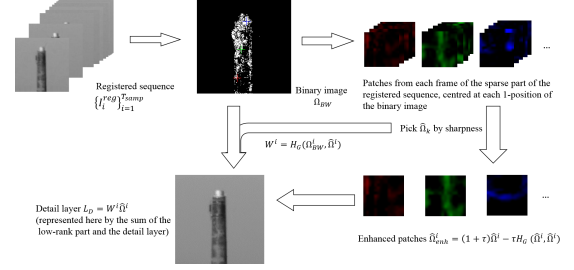 Registered sequence
{I_i^{reg}}_{i=1}^{T_{samp}}
Binary image
Ω_{BW}
...
Patches from each frame of the sparse part of the
registered sequence, centred at each 1-position of
the binary image
Pick Ω̂_k by sharpness
W^i = H_G(Ω_{BW}^i, Ω̂^i)
Detail layer L_D = W^i Ω̂^i
(represented here by the sum of the
low-rank part and the detail layer)
...
Enhanced patches Ω̂_{enh}^i = (1 + τ)Ω̂^i − τH_G (Ω̂^i, Ω̂^i)